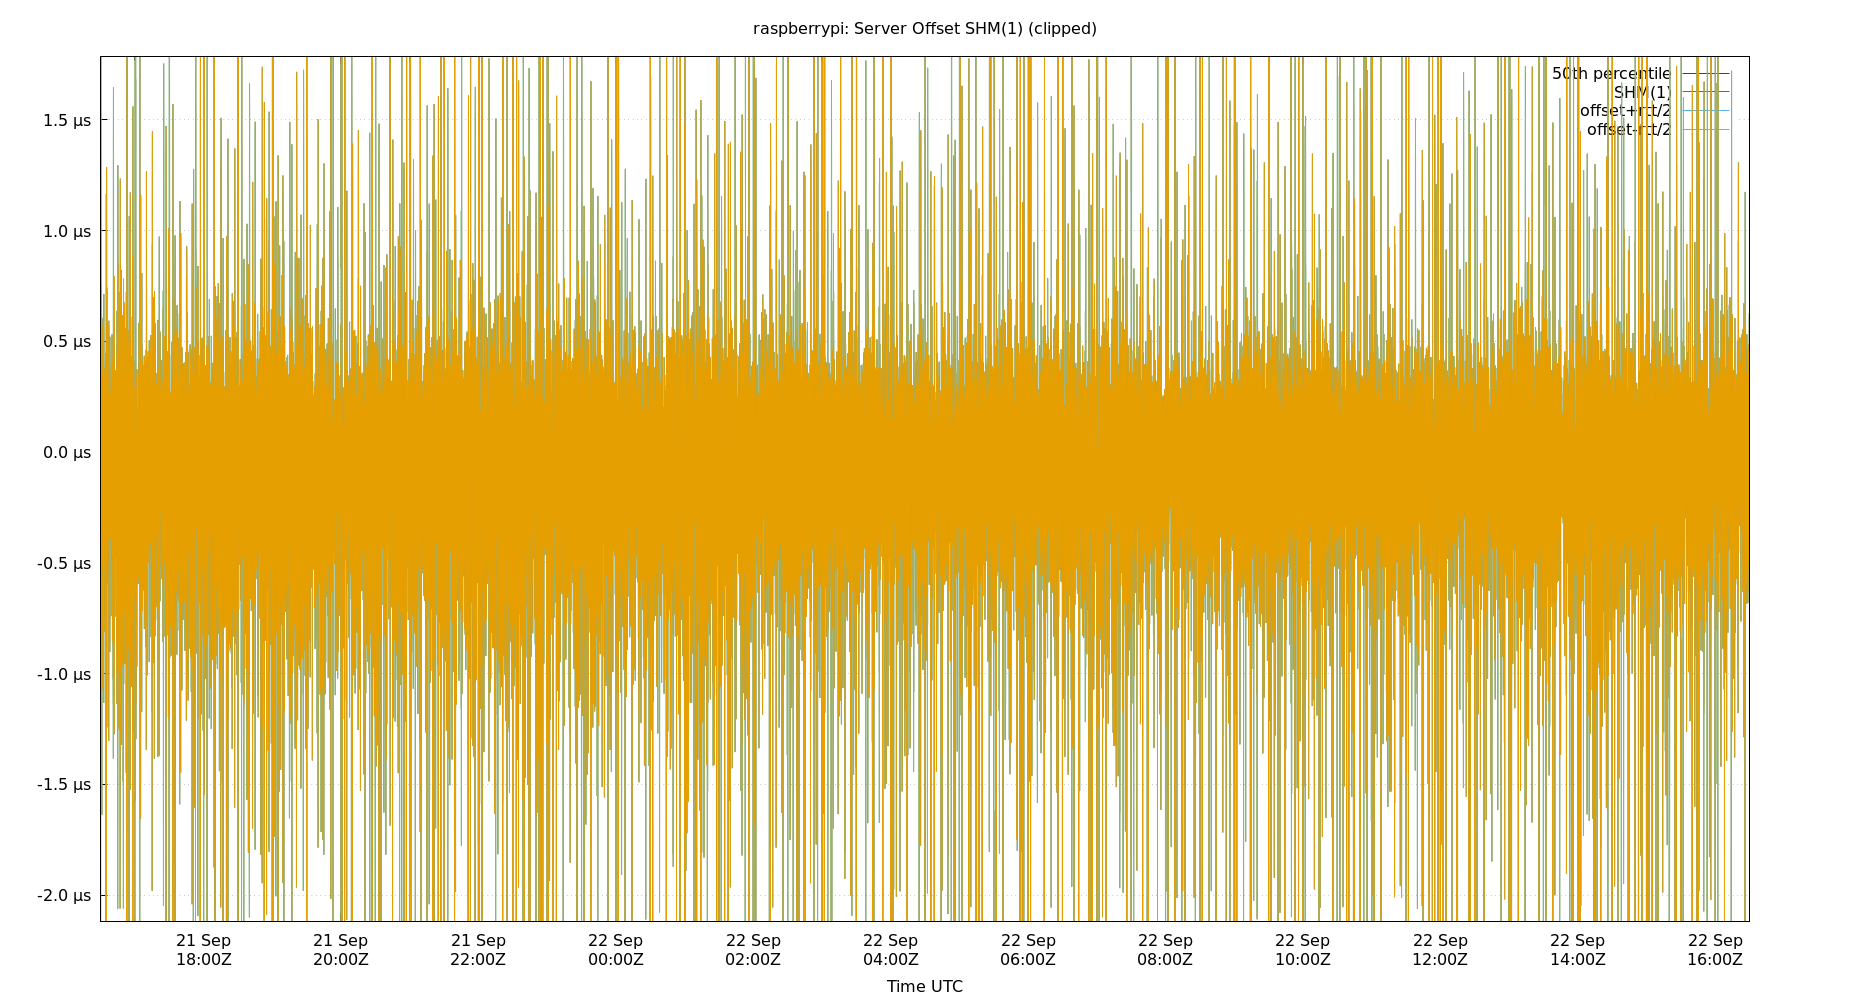 raspberrypi: Server Offset SHM(1) (clipped)
50th percentile
SHM(1)
offset+rtt/2
offset-rtt/2
1.5 µs
1.0 µs
0.5 µs
0.0 µs
-0.5 µs
-1.0 µs
-1.5 µs
-2.0 µs
21 Sep 21 Sep 21 Sep 22 Sep 22 Sep 22 Sep 22 Sep 22 Sep 22 Sep 22 Sep 22 Sep 22 Sep
18:00Z 20:00Z 22:00Z 00:00Z 02:00Z 04:00Z 06:00Z 08:00Z 10:00Z 12:00Z 14:00Z 16:00Z
Time UTC